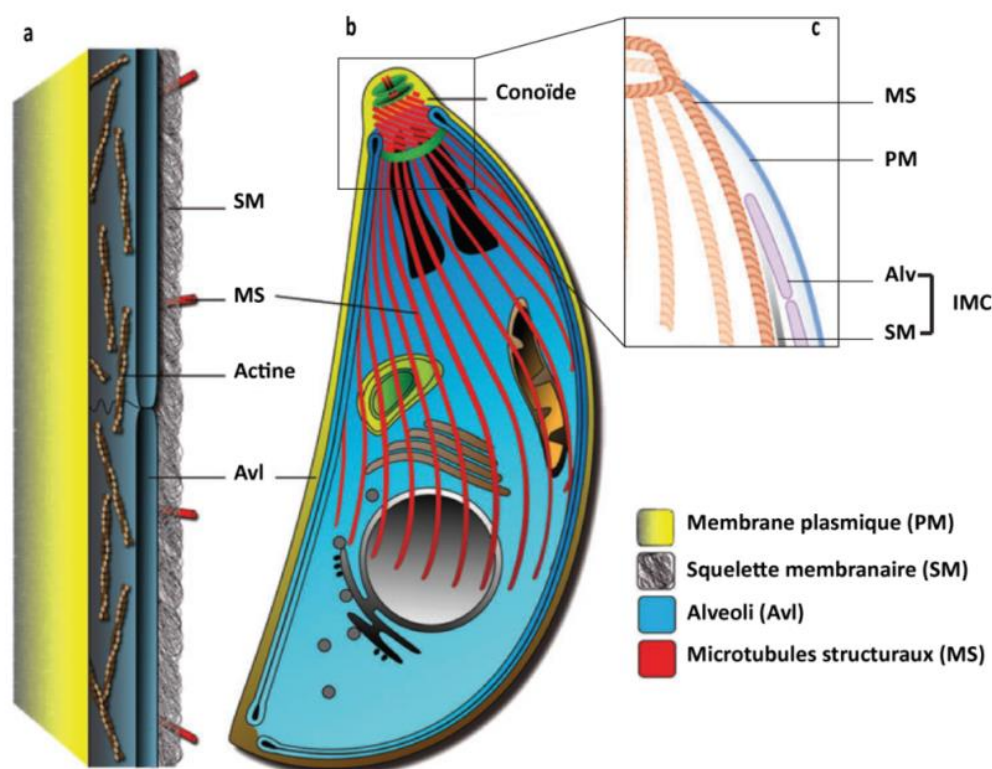 a
SM
MS
Actine
Avl
b
Conoïde
c
MS
PM
Alv
IMC
SM
Membrane plasmique (PM)
Squelette membranaire (SM)
Alveoli (Avl)
Microtubules structuraux (MS)